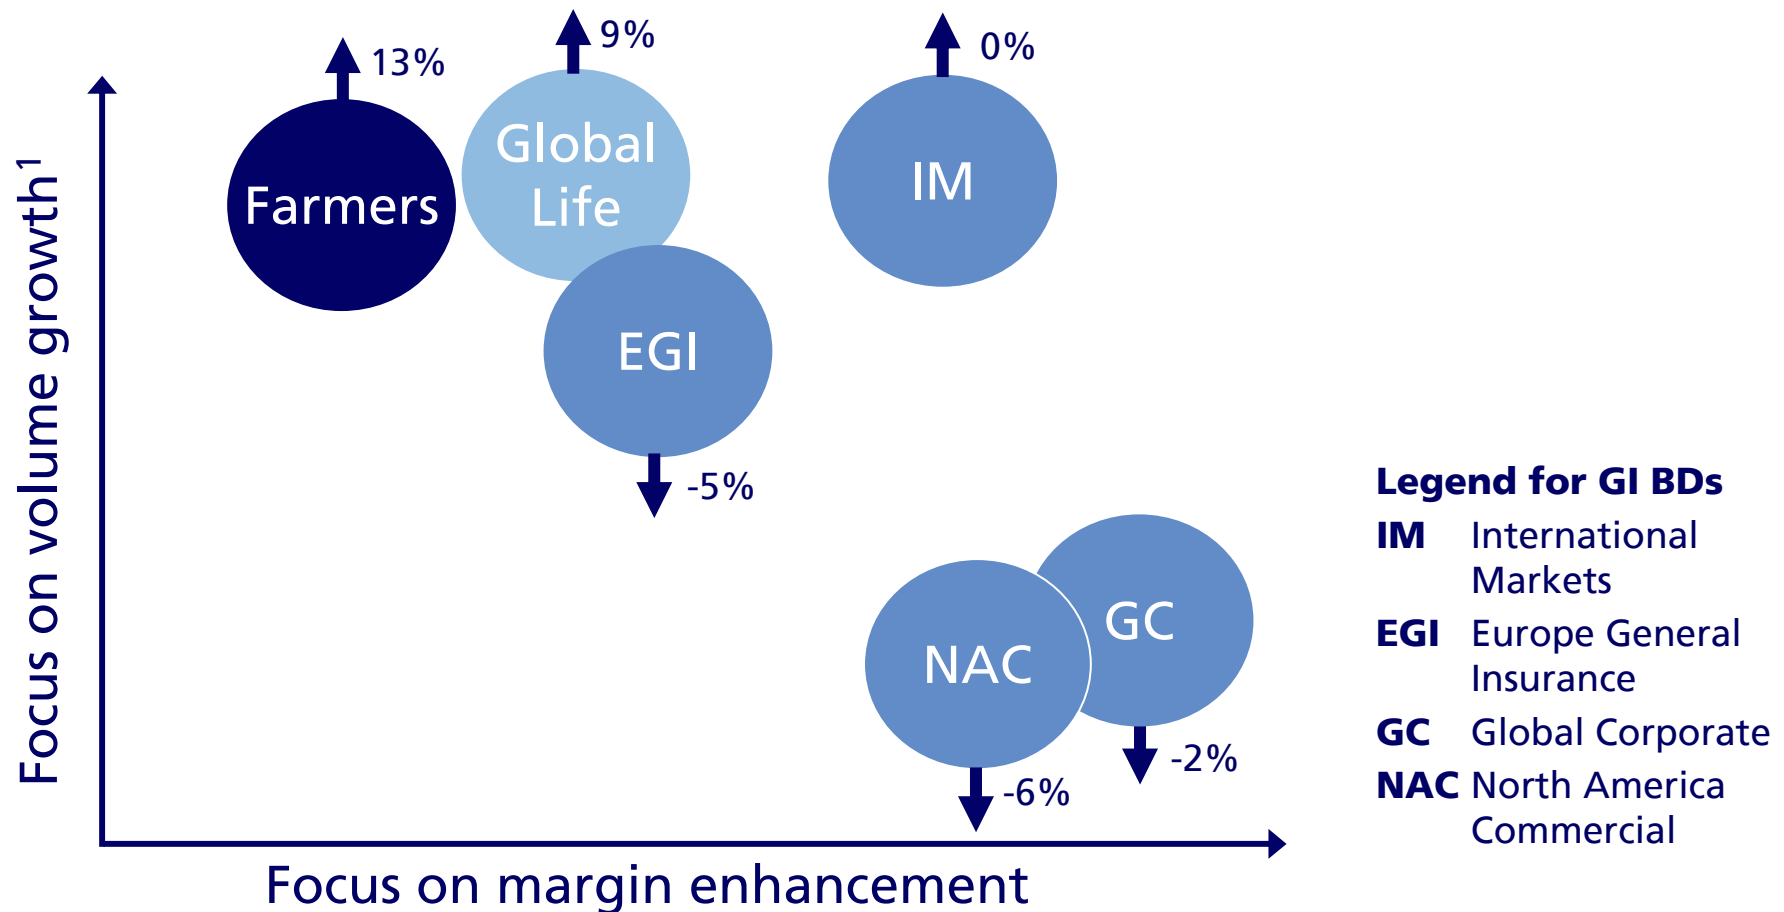 Focus on volume growth1
13%
9%
0%
Farmers
Global
Life
IM
EGI
-5%
NAC
GC
-6%
-2%
Focus on margin enhancement
Legend for GI BDs
IM International
Markets
EGI Europe General
Insurance
GC Global Corporate
NAC North America
Commercial